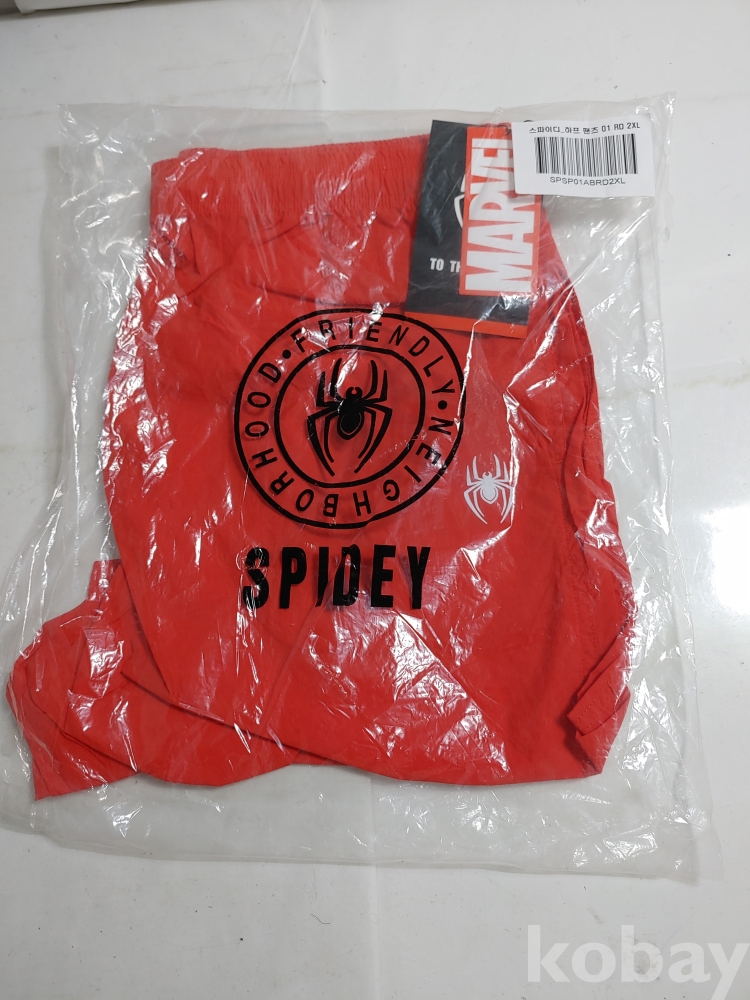 스파이디_하프 팬츠 01 RD 2XL
SPSP01ABRD2XL
MARVEL
TO TH
FRIENDLY • NEIGHBORHOOD •
SPIDEY
kobay